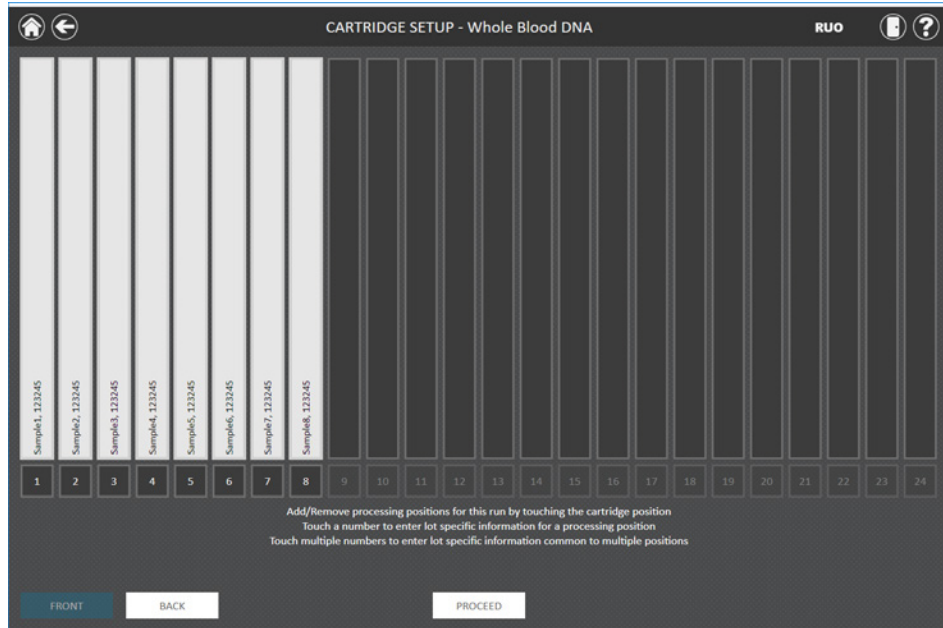 CARTRIDGE SETUP - Whole Blood DNA
RUO
?
Sample1, 123245
Sample2, 123245
Sample3, 123245
Sample4, 123245
Sample5, 123245
Sample6, 123245
Sample7, 123245
Sample8, 123245
1 2 3 4 5 6 7 8 9 10 11 12 13 14 15 16 17 18 19 20 21 22 23 24
Add/Remove processing positions for this run by touching the cartridge position
Touch a number to enter lot specific information for a processing position
Touch multiple numbers to enter lot specific information common to multiple positions
FRONT BACK PROCEED